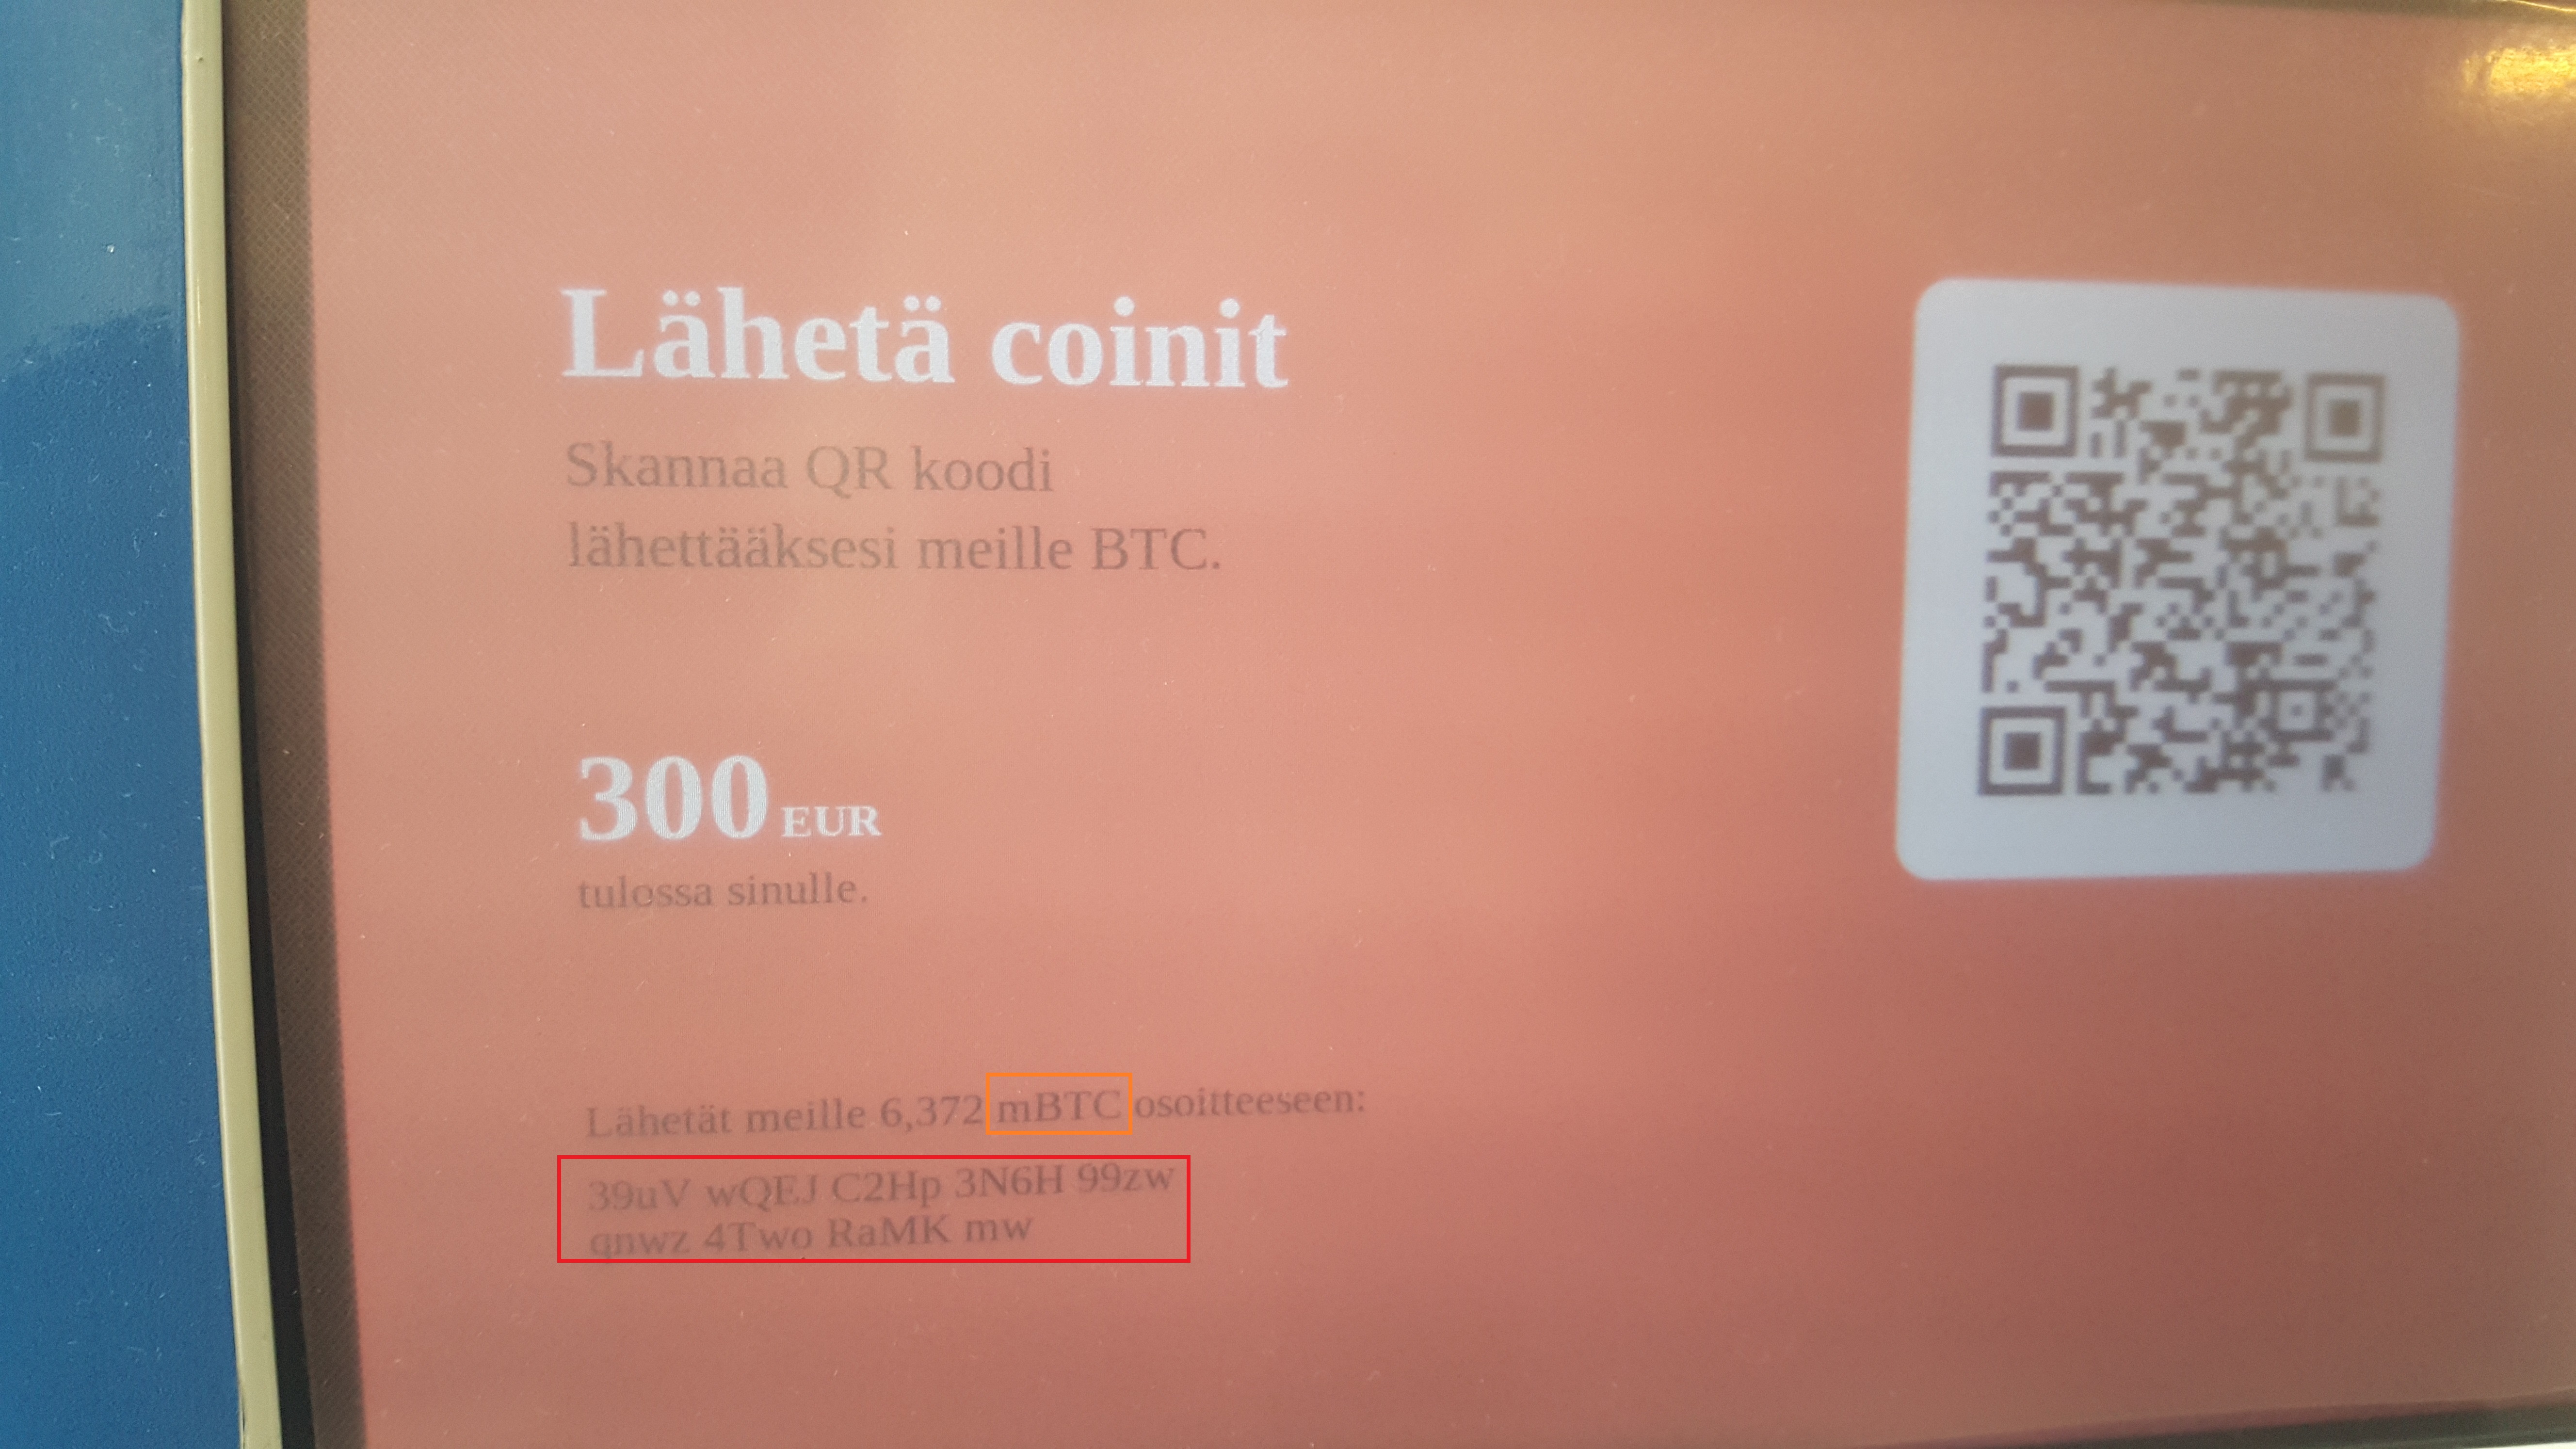 Lähetä coinit
Skannaa QR koodi
lähettääksesi meille BTC.
300 EUR
tulossa sinulle.
Lähetät meille 6,372 mBTC osoitteeseen:
39uV wQEJ C2Hp 3N6H 99zw
qnwz 4Two RaMK mw